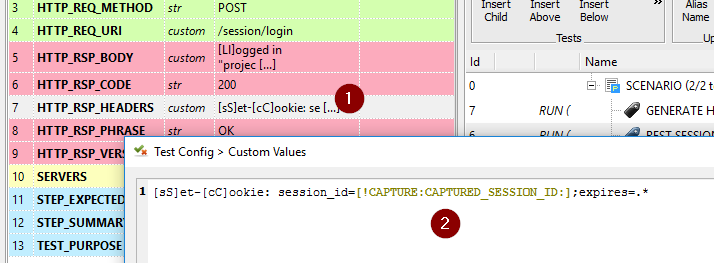 3 HTTP_REQ_METHOD str POST
4 HTTP_REQ_URI custom /session/login
5 HTTP_RSP_BODY custom [LI]ogged in
"projec [...]
6 HTTP_RSP_CODE str 200
7 HTTP_RSP_HEADERS custom [sS]et-[cC]ookie: se [...]
1
8 HTTP_RSP_PHRASE str OK
9 HTTP_RSP_VERS
10 SERVERS
11 STEP_EXPECTED
12 STEP_SUMMAR
13 TEST_PURPOSE
Insert Child
Insert Above
Insert Below
Alias Name
Tests
Up
Id Name
0 SCENARIO (2/2 t
7 RUN ( GENERATE H
6 RUN ( REST SESSION
Test Config > Custom Values
1 [sS]et-[cC]ookie: session_id=[!CAPTURE:CAPTURED_SESSION_ID:];expires=.*
2